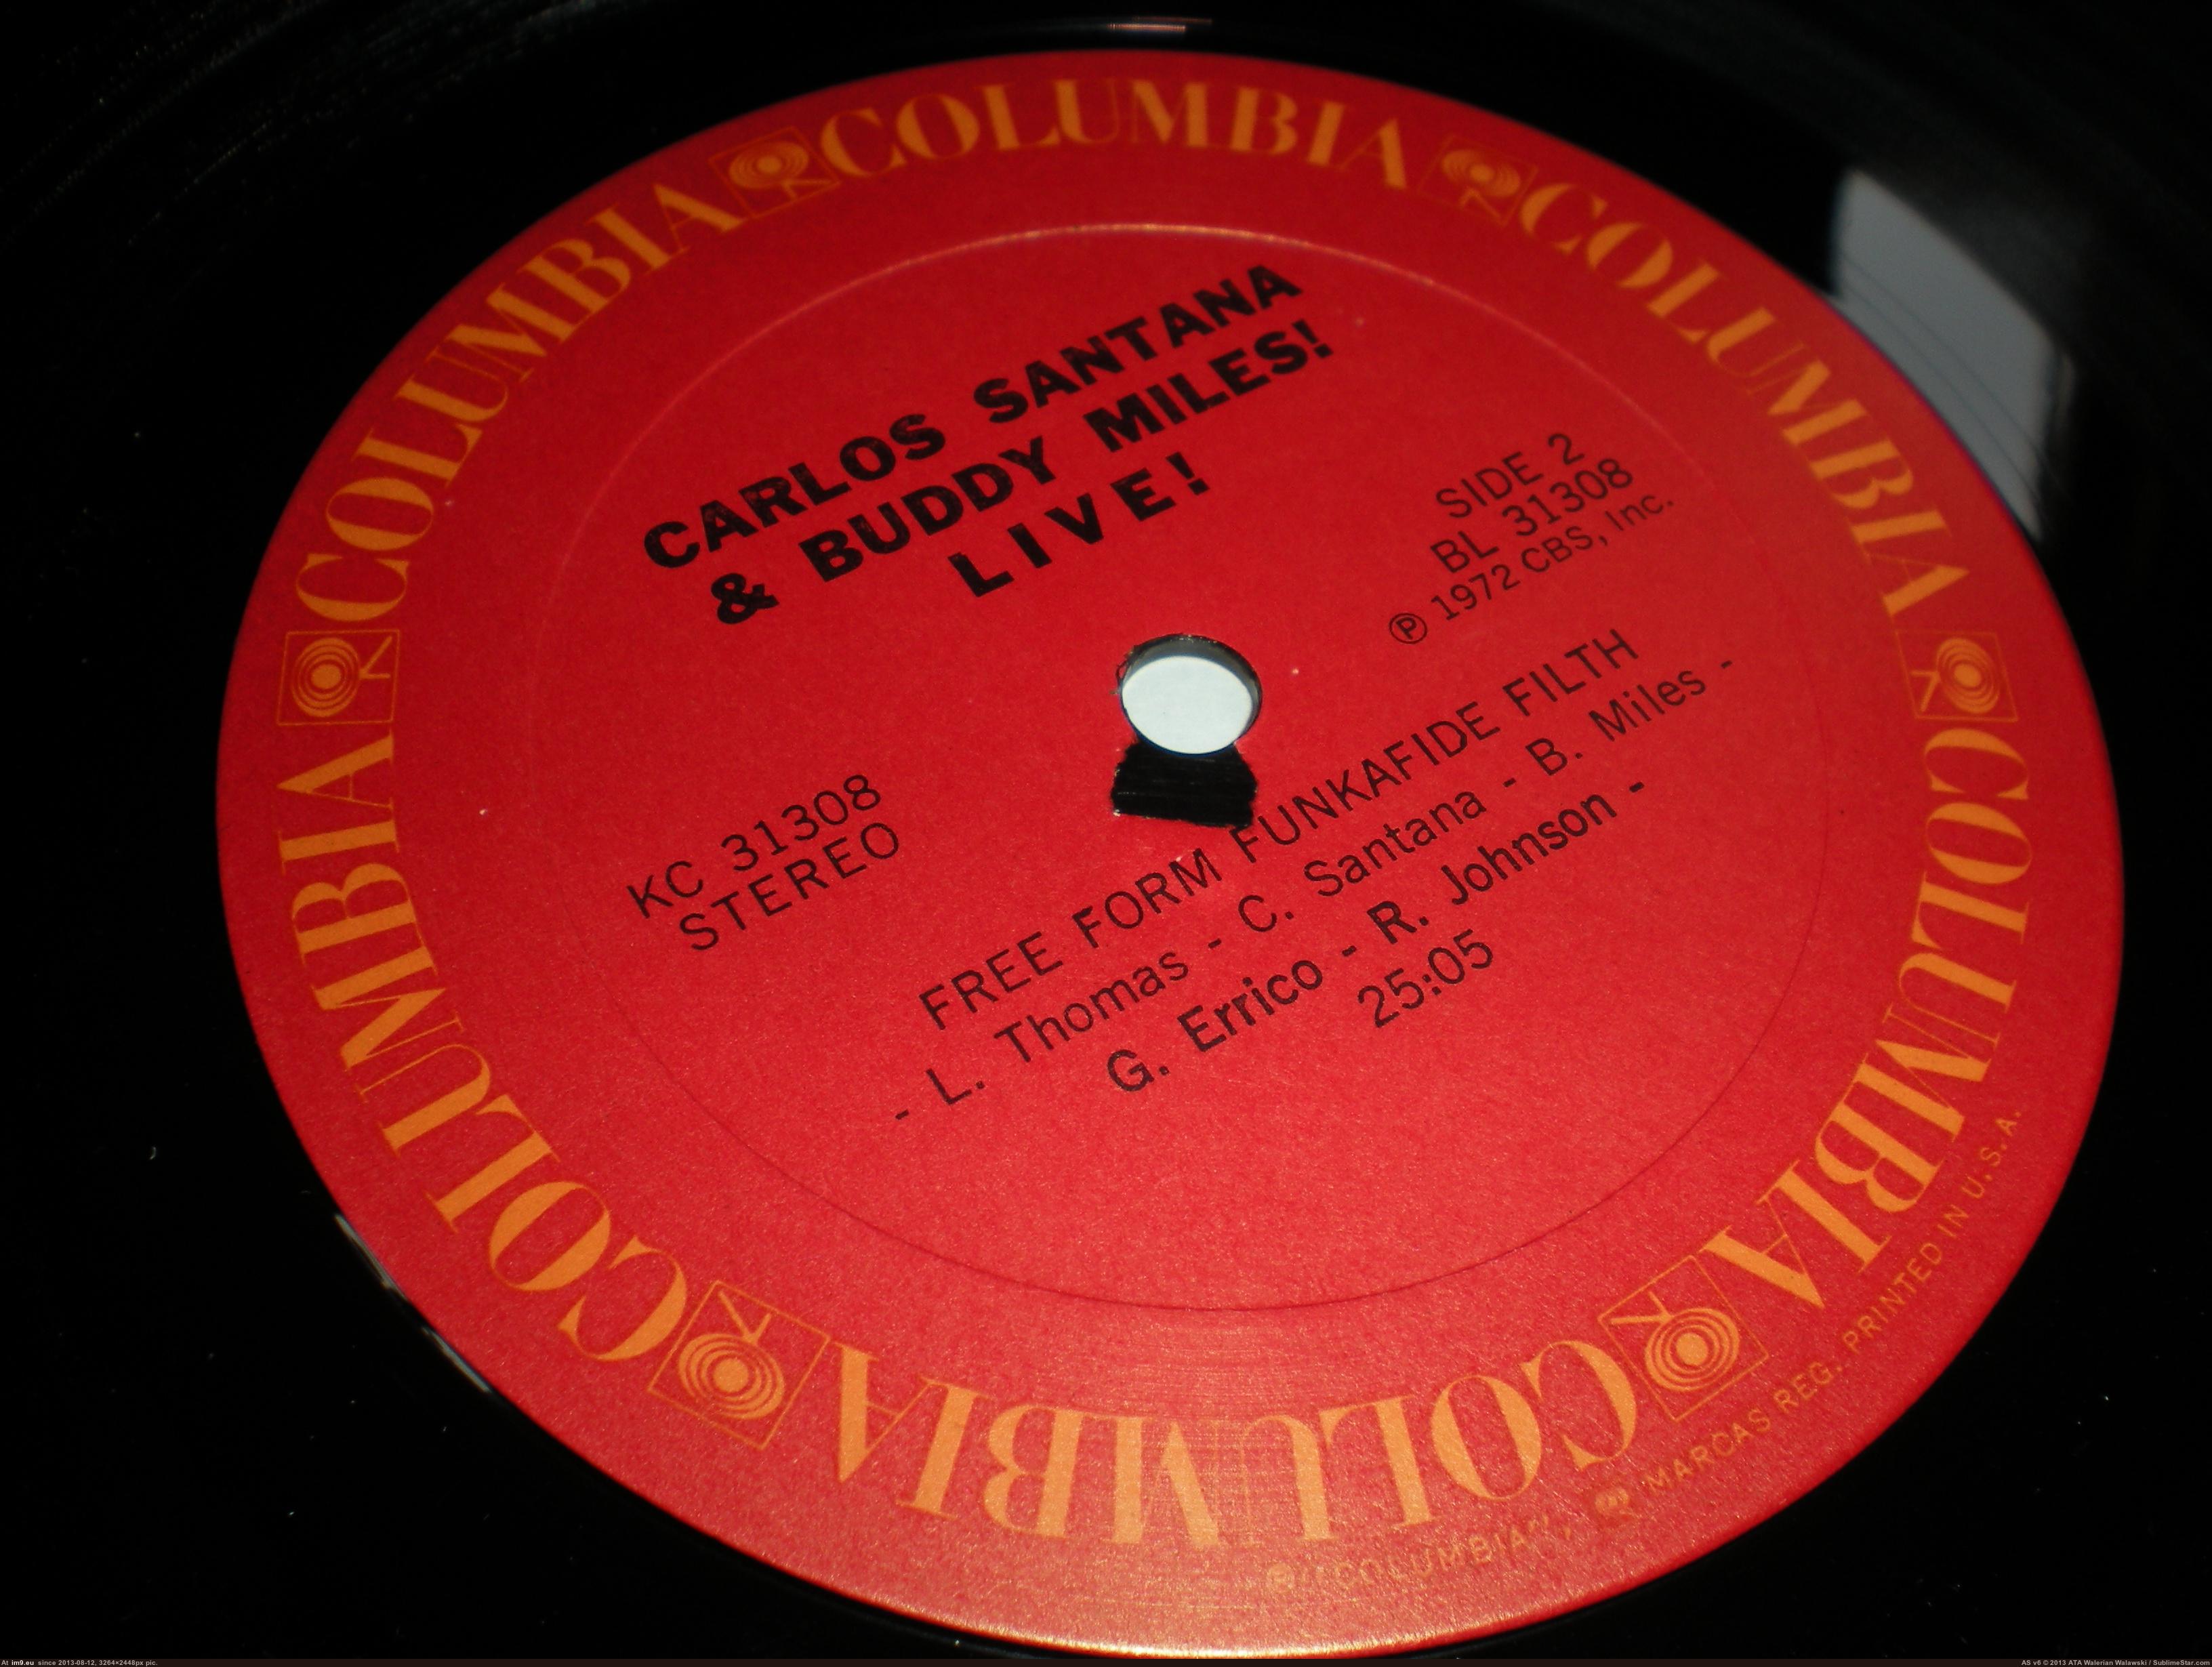 COLUMBIA COLUMBIA COLUMBIA COLUMBIA COLUMBIA COLUMBIA
CARLOS SANTANA
& BUDDY MILES!
LIVE!
SIDE 2
BL 31308
℗ 1972 CBS, Inc.
KC 31308
STEREO
FREE FORM FUNKAFIDE FILTH
- L. Thomas - C. Santana - B. Miles -
G. Errico - R. Johnson -
25:05
® "COLUMBIA", MARCAS REG. PRINTED IN U.S.A.
At im9.eu since 2013-08-12, 3264×2448px pic.
AS v6 © 2013 ATA Walerian Walawski / SublimeStar.com